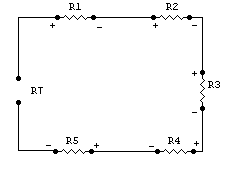 R1 R2
+ - + -
+
RT R3
-
- + - +
R5 R4